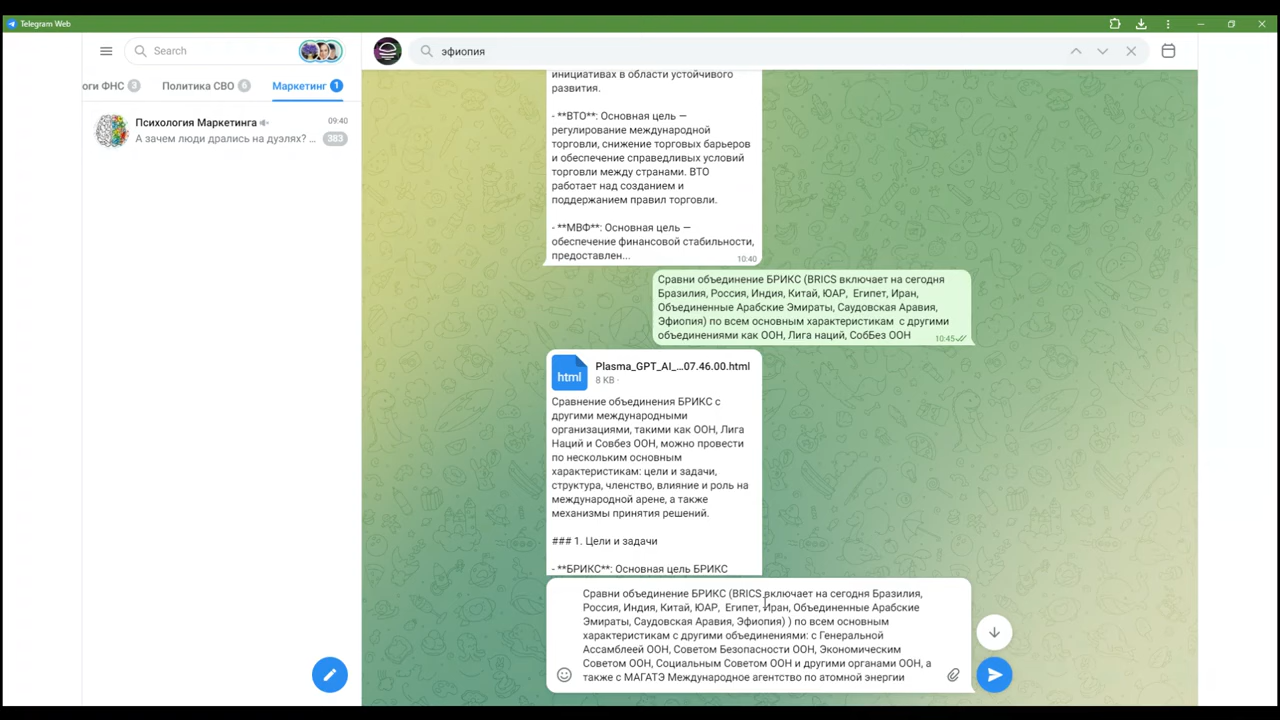 Telegram Web
Search
эфиопия
оги ФНС 3
Политика СВО 6
Маркетинг 1
Психология Маркетинга
09:40
А зачем люди дрались на дуэлях? ...
383
инициативах в области устойчивого
развития.
- **ВТО**: Основная цель —
регулирование международной
торговли, снижение торговых барьеров
и обеспечение справедливых условий
торговли между странами. ВТО
работает над созданием и
поддержанием правил торговли.
- **МВФ**: Основная цель —
обеспечение финансовой стабильности,
предоставлен...
10:40
Сравни объединение БРИКС (BRICS включает на сегодня
Бразилия, Россия, Индия, Китай, ЮАР, Египет, Иран,
Объединенные Арабские Эмираты, Саудовская Аравия,
Эфиопия) по всем основным характеристикам с другими
объединениями как ООН, Лига наций, СобБез ООН
10:45
html
Plasma_GPT_AI_...07.46.00.html
8 KB ·
Сравнение объединения БРИКС с
другими международными
организациями, такими как ООН, Лига
Наций и Совбез ООН, можно провести
по нескольким основным
характеристикам: цели и задачи,
структура, членство, влияние и роль на
международной арене, а также
механизмы принятия решений.
### 1. Цели и задачи
- **БРИКС**: Основная цель БРИКС
Сравни объединение БРИКС (BRICS включает на сегодня Бразилия,
Россия, Индия, Китай, ЮАР, Египет, Иран, Объединенные Арабские
Эмираты, Саудовская Аравия, Эфиопия) ) по всем основным
характеристикам с другими объединениями: с Генеральной
Ассамблеей ООН, Советом Безопасности ООН, Экономическим
Советом ООН, Социальным Советом ООН и другими органами ООН, а
также с МАГАТЭ Международное агентство по атомной энергии